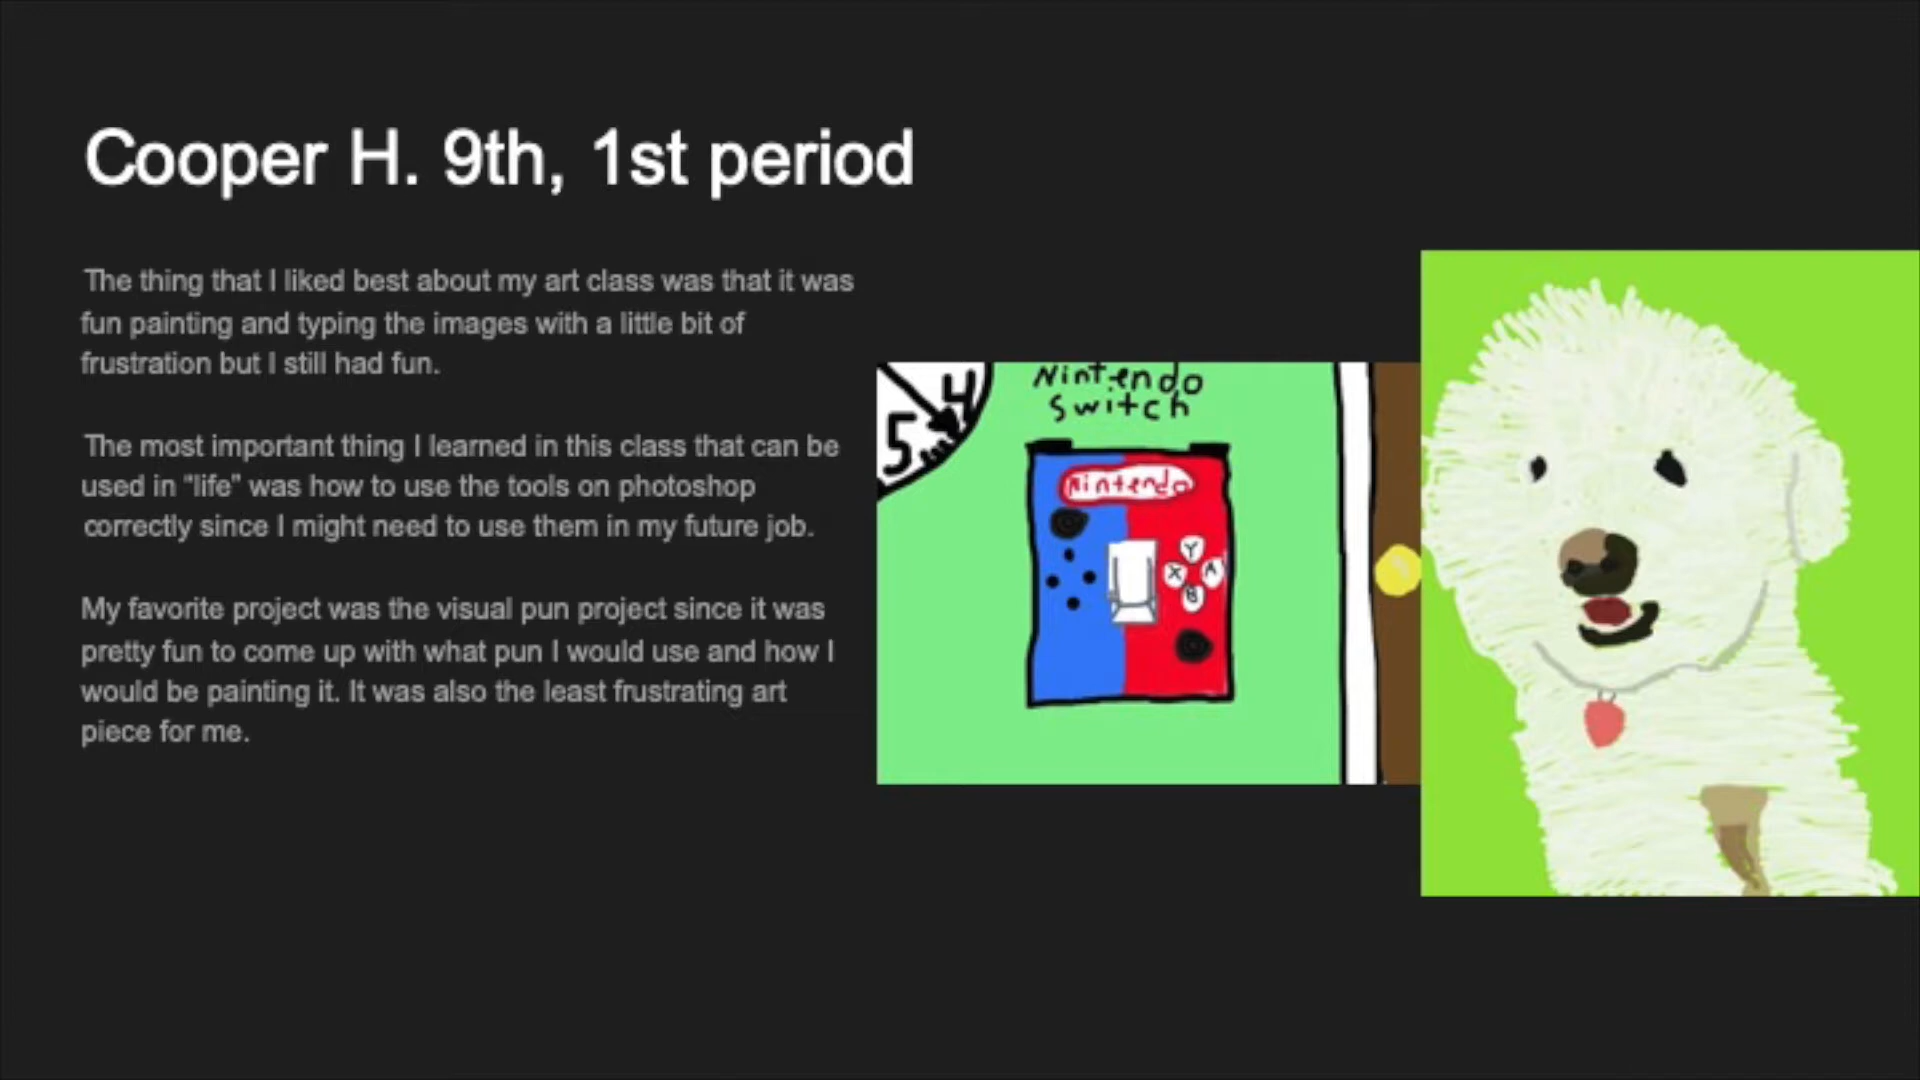 Cooper H. 9th, 1st period
The thing that I liked best about my art class was that it was
fun painting and typing the images with a little bit of
frustration but I still had fun.
The most important thing I learned in this class that can be
used in “life” was how to use the tools on photoshop
correctly since I might need to use them in my future job.
My favorite project was the visual pun project since it was
pretty fun to come up with what pun I would use and how I
would be painting it. It was also the least frustrating art
piece for me.
4
5
Nintendo
Switch
Nintendo
Y
X A
B